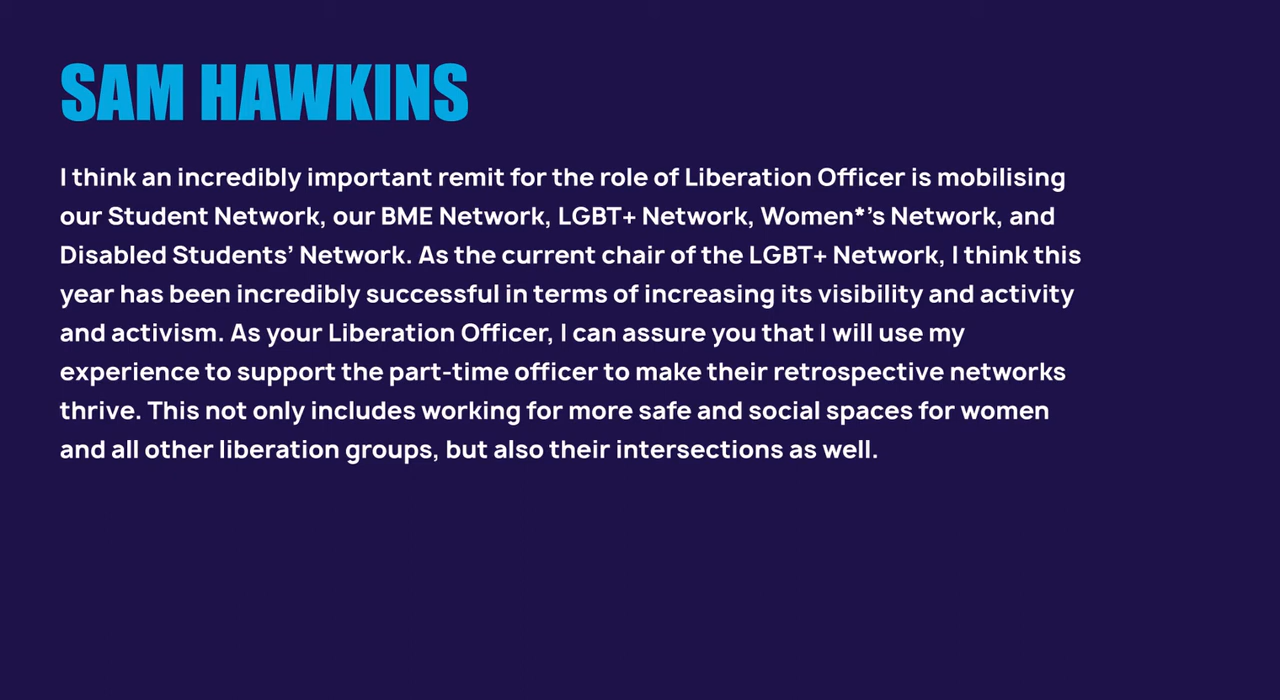 SAM HAWKINS
I think an incredibly important remit for the role of Liberation Officer is mobilising
our Student Network, our BME Network, LGBT+ Network, Women*’s Network, and
Disabled Students’ Network. As the current chair of the LGBT+ Network, I think this
year has been incredibly successful in terms of increasing its visibility and activity
and activism. As your Liberation Officer, I can assure you that I will use my
experience to support the part-time officer to make their retrospective networks
thrive. This not only includes working for more safe and social spaces for women
and all other liberation groups, but also their intersections as well.